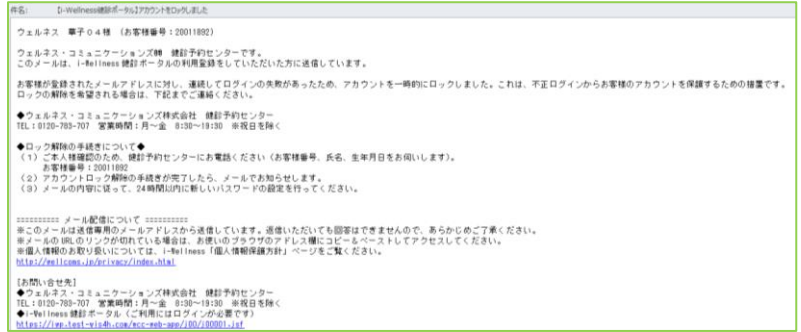 件名: 【i-Wellness健診ポータル】アカウントをロックしました
ウェルネス 華子04様 (お客様番号:20011892)
ウェルネス・コミュニケーションズ㈱ 健診予約センターです。
このメールは、i-Wellness健診ポータルの利用登録をしていただいた方に送信しています。
お客様が登録されたメールアドレスに対し、連続してログインの失敗があったため、アカウントを一時的にロックしました。これは、不正ログインからお客様のアカウントを保護するための措置です。
ロックの解除を希望される場合は、下記までご連絡ください。
◆ウェルネス・コミュニケーションズ株式会社 健診予約センター
TEL:0120-783-707 営業時間:月~金 8:30~19:30 ※祝日を除く
◆ロック解除の手続きについて◆
(1)ご本人様確認のため、健診予約センターにお電話ください(お客様番号、氏名、生年月日をお伺いします)。
お客様番号:20011892
(2)アカウントロック解除の手続きが完了したら、メールでお知らせします。
(3)メールの内容に従って、24時間以内に新しいパスワードの設定を行ってください。
========== メール配信について ==========
※このメールは送信専用のメールアドレスから送信しています。返信いただいても回答はできませんので、あらかじめご了承ください。
※メールのURLのリンクが切れている場合は、お使いのブラウザのアドレス欄にコピー&ペーストしてアクセスしてください。
※個人情報のお取り扱いについては、i-Wellness「個人情報保護方針」ページをご覧ください。
http://wellcoms.jp/privacy/index.html
[お問い合せ先]
◆ウェルネス・コミュニケーションズ株式会社 健診予約センター
TEL:0120-783-707 営業時間:月~金 8:30~19:30 ※祝日を除く
◆i-Wellness健診ポータル(ご利用にはログインが必要です)
https://iwp.test-wis4h.com/wcc-web-app/j00/j00001.jsf